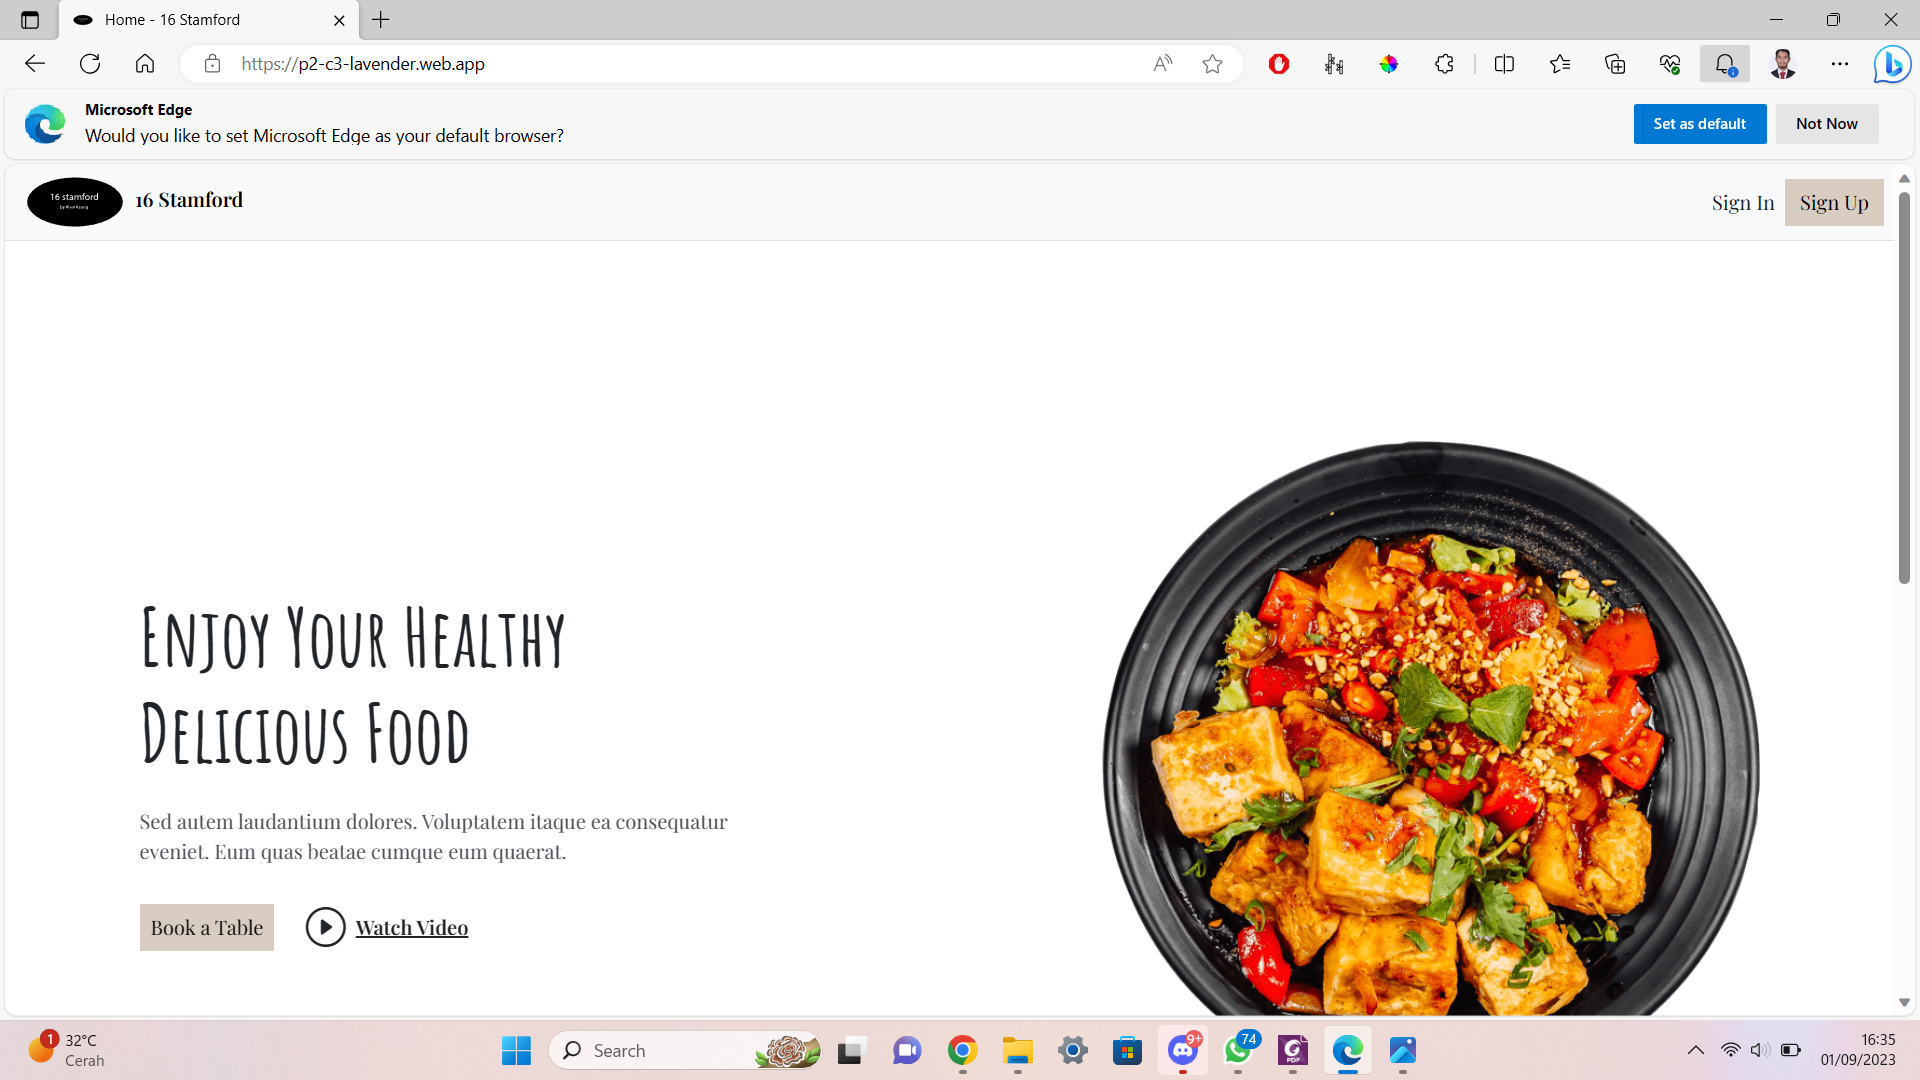 Home - 16 Stamford
https://p2-c3-lavender.web.app
Microsoft Edge
Would you like to set Microsoft Edge as your default browser?
Set as default
Not Now
16 stamford
16 Stamford
Sign In
Sign Up
Enjoy Your Healthy
Delicious Food
Sed autem laudantium dolores. Voluptatem itaque ea consequatur
eveniet. Eum quas beatae cumque eum quaerat.
Book a Table
Watch Video
1
32°C
Cerah
Search
9+
74
PDF
16:35
01/09/2023